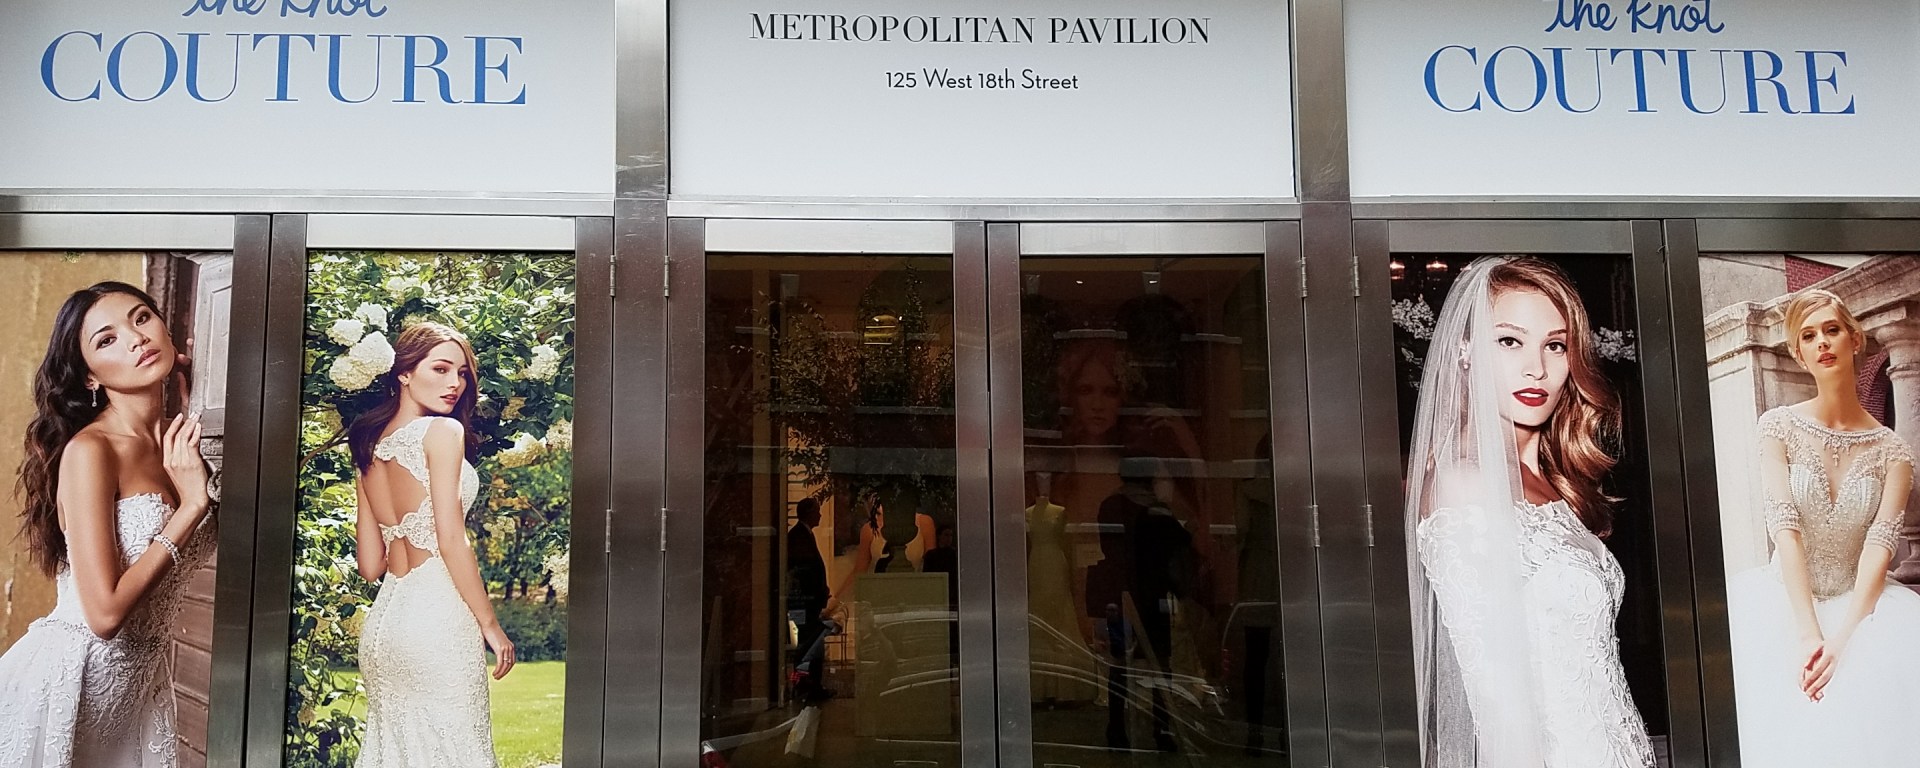 the knot
COUTURE
METROPOLITAN PAVILION
125 West 18th Street
the knot
COUTURE